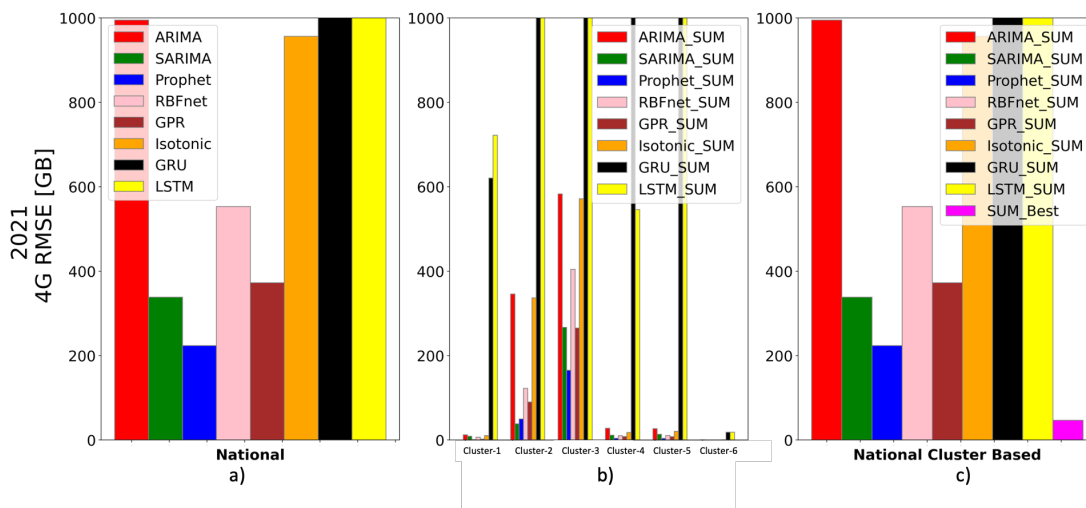 2021
4G RMSE [GB]
1000
800
600
400
200
0
ARIMA
SARIMA
Prophet
RBFnet
GPR
Isotonic
GRU
LSTM
National
a)
1000
800
600
400
200
0
ARIMA_SUM
SARIMA_SUM
Prophet_SUM
RBFnet_SUM
GPR_SUM
Isotonic_SUM
GRU_SUM
LSTM_SUM
Cluster-1 Cluster-2 Cluster-3 Cluster-4 Cluster-5 Cluster-6
b)
1000
800
600
400
200
0
ARIMA_SUM
SARIMA_SUM
Prophet_SUM
RBFnet_SUM
GPR_SUM
Isotonic_SUM
GRU_SUM
LSTM_SUM
SUM_Best
National Cluster Based
c)